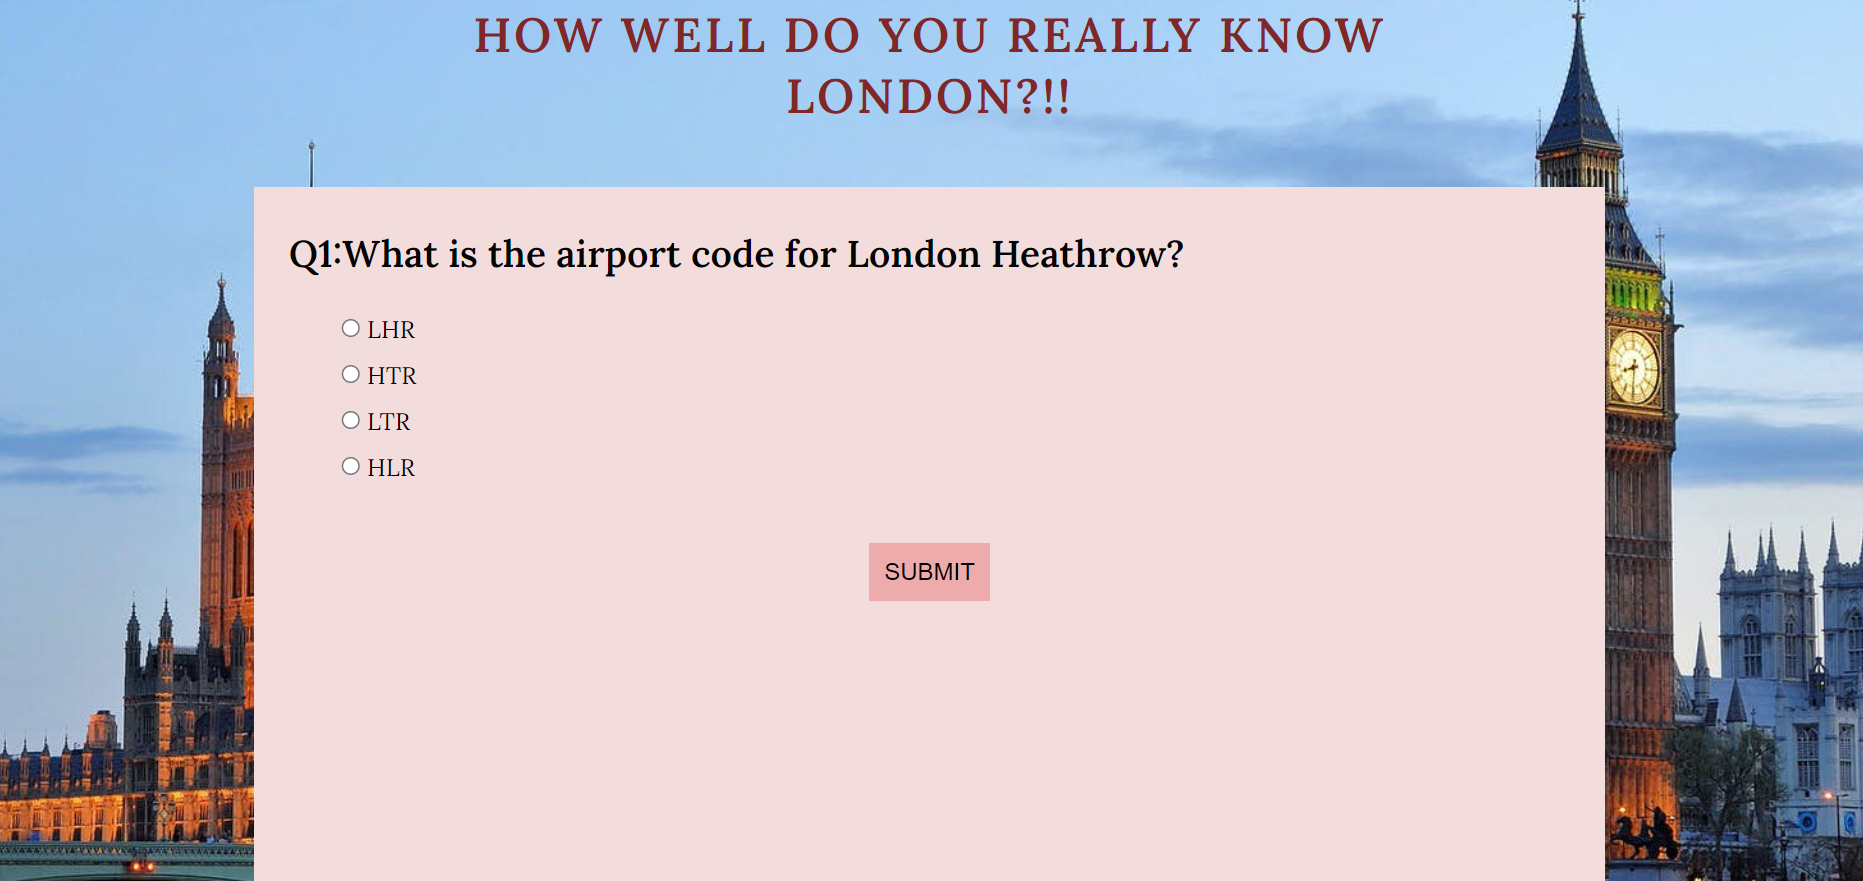 HOW WELL DO YOU REALLY KNOW
LONDON?!!
Q1:What is the airport code for London Heathrow?
LHR
HTR
LTR
HLR
SUBMIT